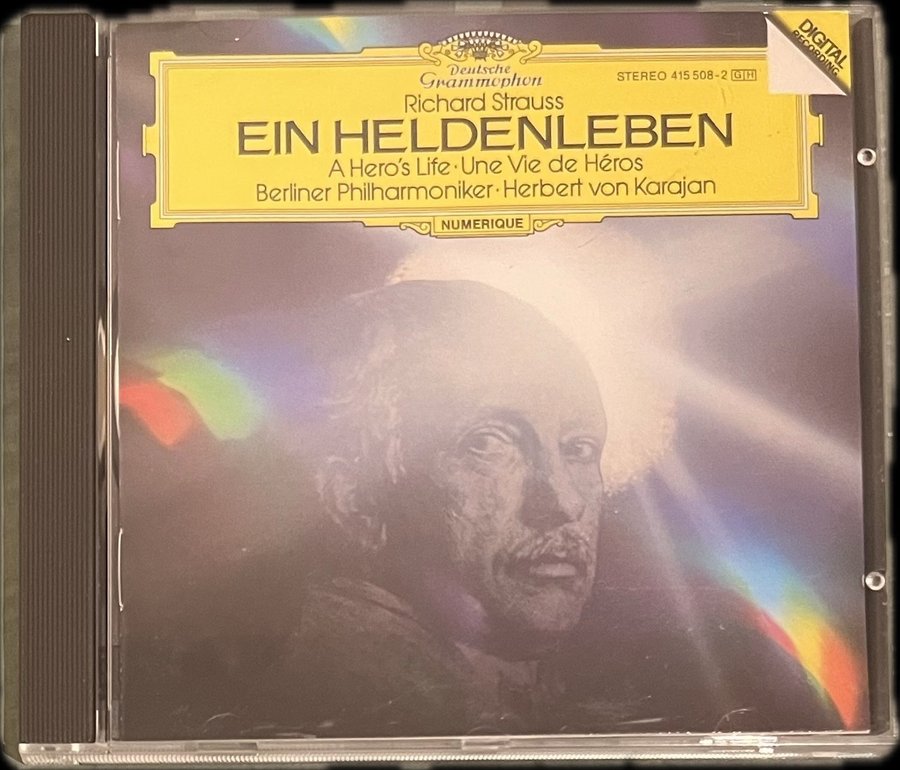 DIGITAL
RECORDING
Deutsche
Grammophon
STEREO 415 508-2 GH
Richard Strauss
EIN HELDENLEBEN
A Hero's Life · Une Vie de Héros
Berliner Philharmoniker · Herbert von Karajan
NUMERIQUE